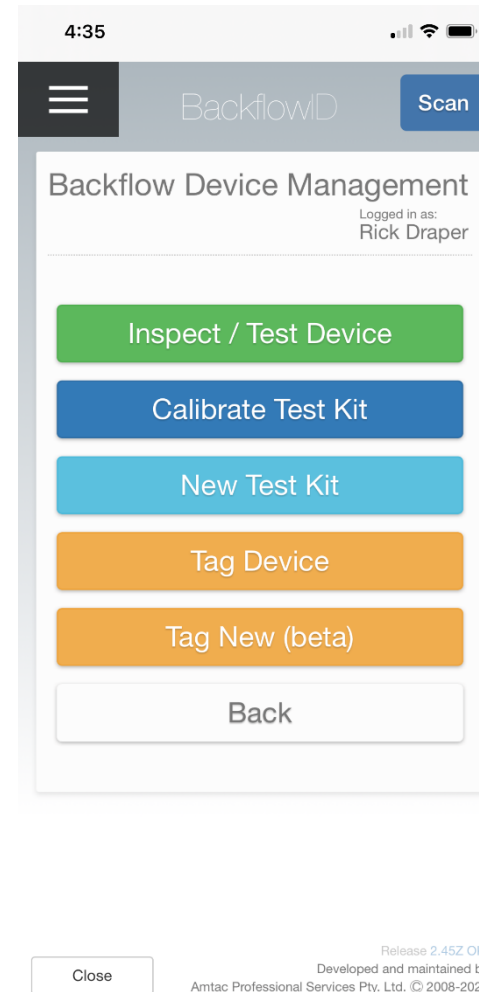 4:35
BackflowID
Scan
Backflow Device Management
Logged in as:
Rick Draper
Inspect / Test Device
Calibrate Test Kit
New Test Kit
Tag Device
Tag New (beta)
Back
Release 2.45Z
Close
Developed and maintained
Amtac Professional Services Pty. Ltd. © 2008-202